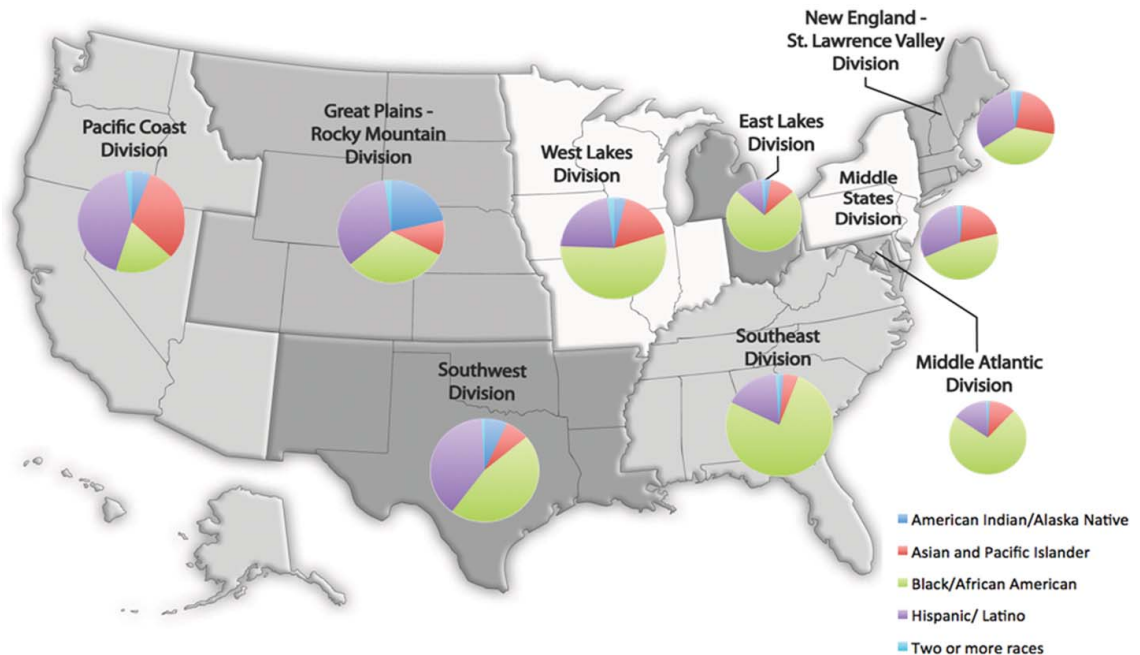 New England -
St. Lawrence Valley
Division
Pacific Coast
Division
Great Plains -
Rocky Mountain
Division
West Lakes
Division
East Lakes
Division
Middle
States
Division
Southwest
Division
Southeast
Division
Middle Atlantic
Division
American Indian/Alaska Native
Asian and Pacific Islander
Black/African American
Hispanic/ Latino
Two or more races